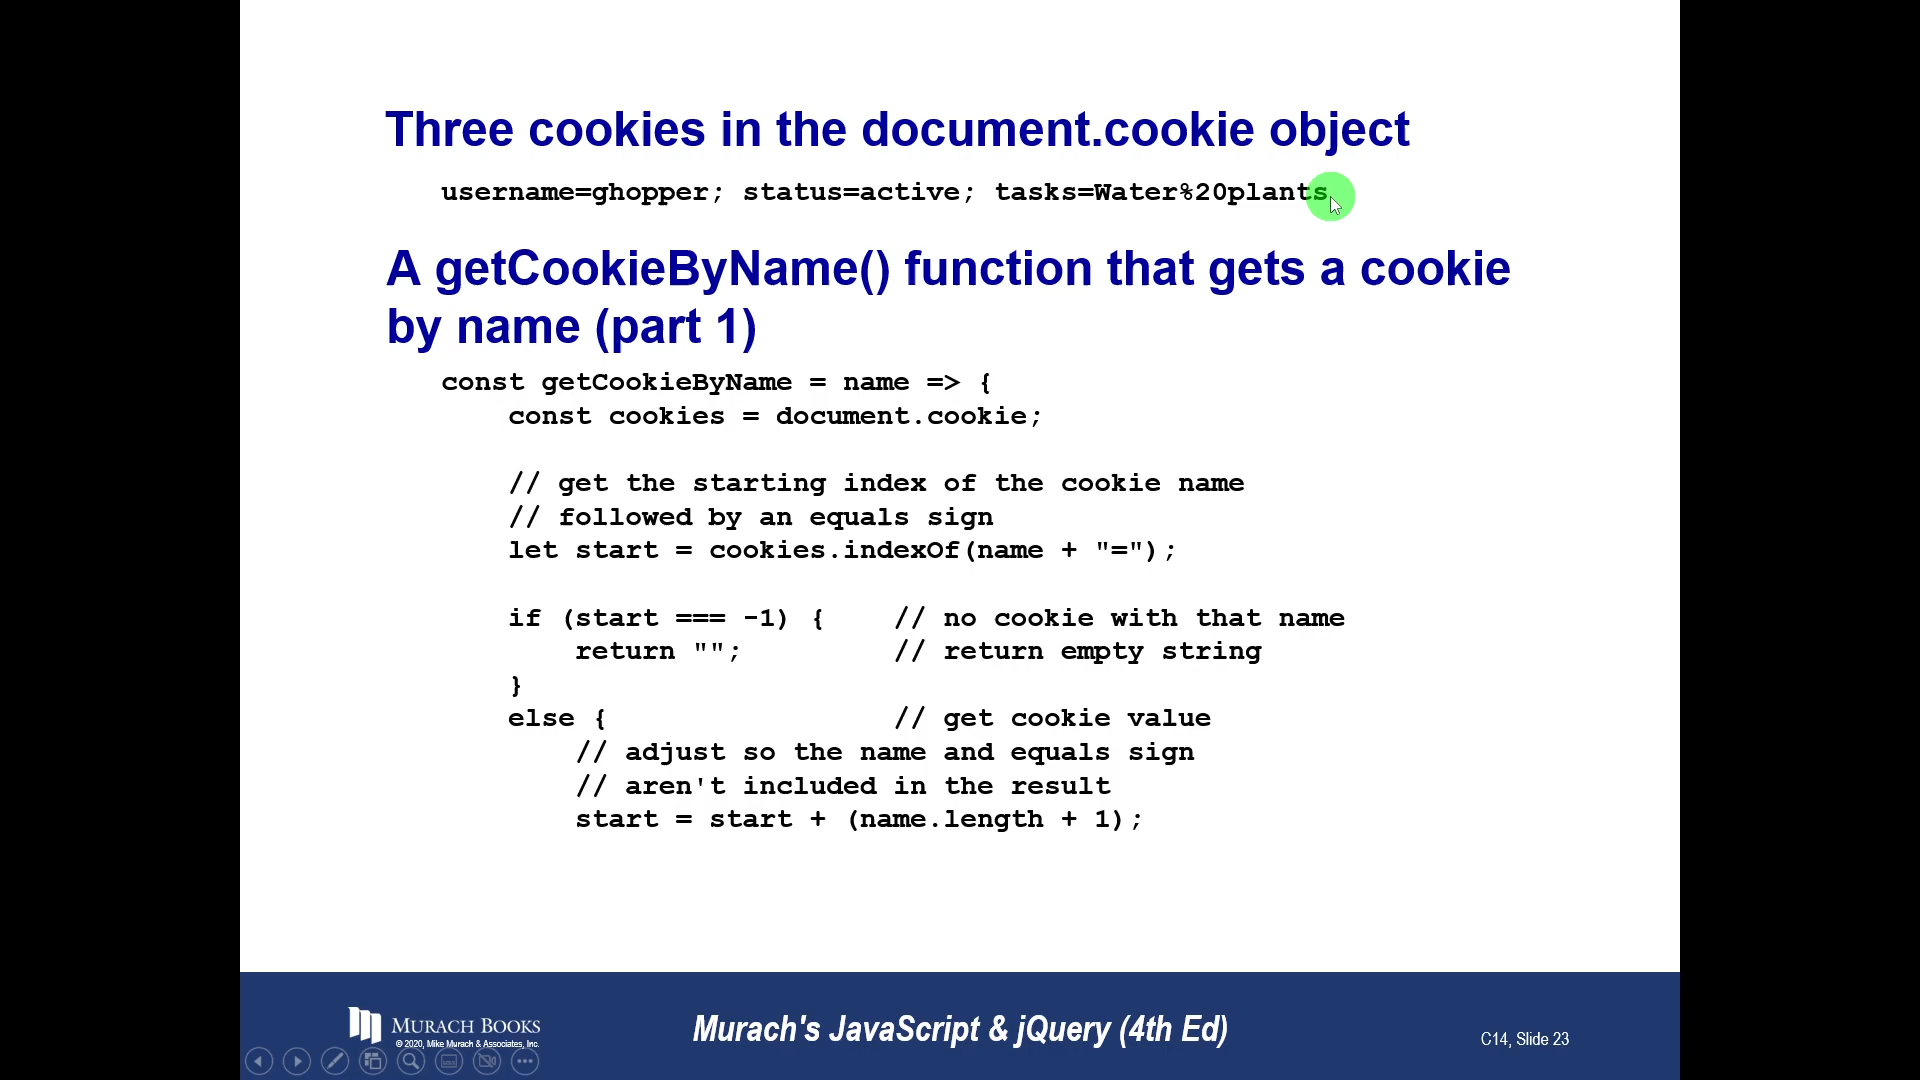 Three cookies in the document.cookie object
username=ghopper; status=active; tasks=Water%20plants
A getCookieByName() function that gets a cookie
by name (part 1)
const getCookieByName = name => {
    const cookies = document.cookie;
    // get the starting index of the cookie name
    // followed by an equals sign
    let start = cookies.indexOf(name + "=");
    if (start === -1) {    // no cookie with that name
        return "";         // return empty string
    }
    else {                 // get cookie value
        // adjust so the name and equals sign
        // aren't included in the result
        start = start + (name.length + 1);
MURACH BOOKS
© 2020, Mike Murach & Associates, Inc.
Murach's JavaScript & jQuery (4th Ed)
C14, Slide 23